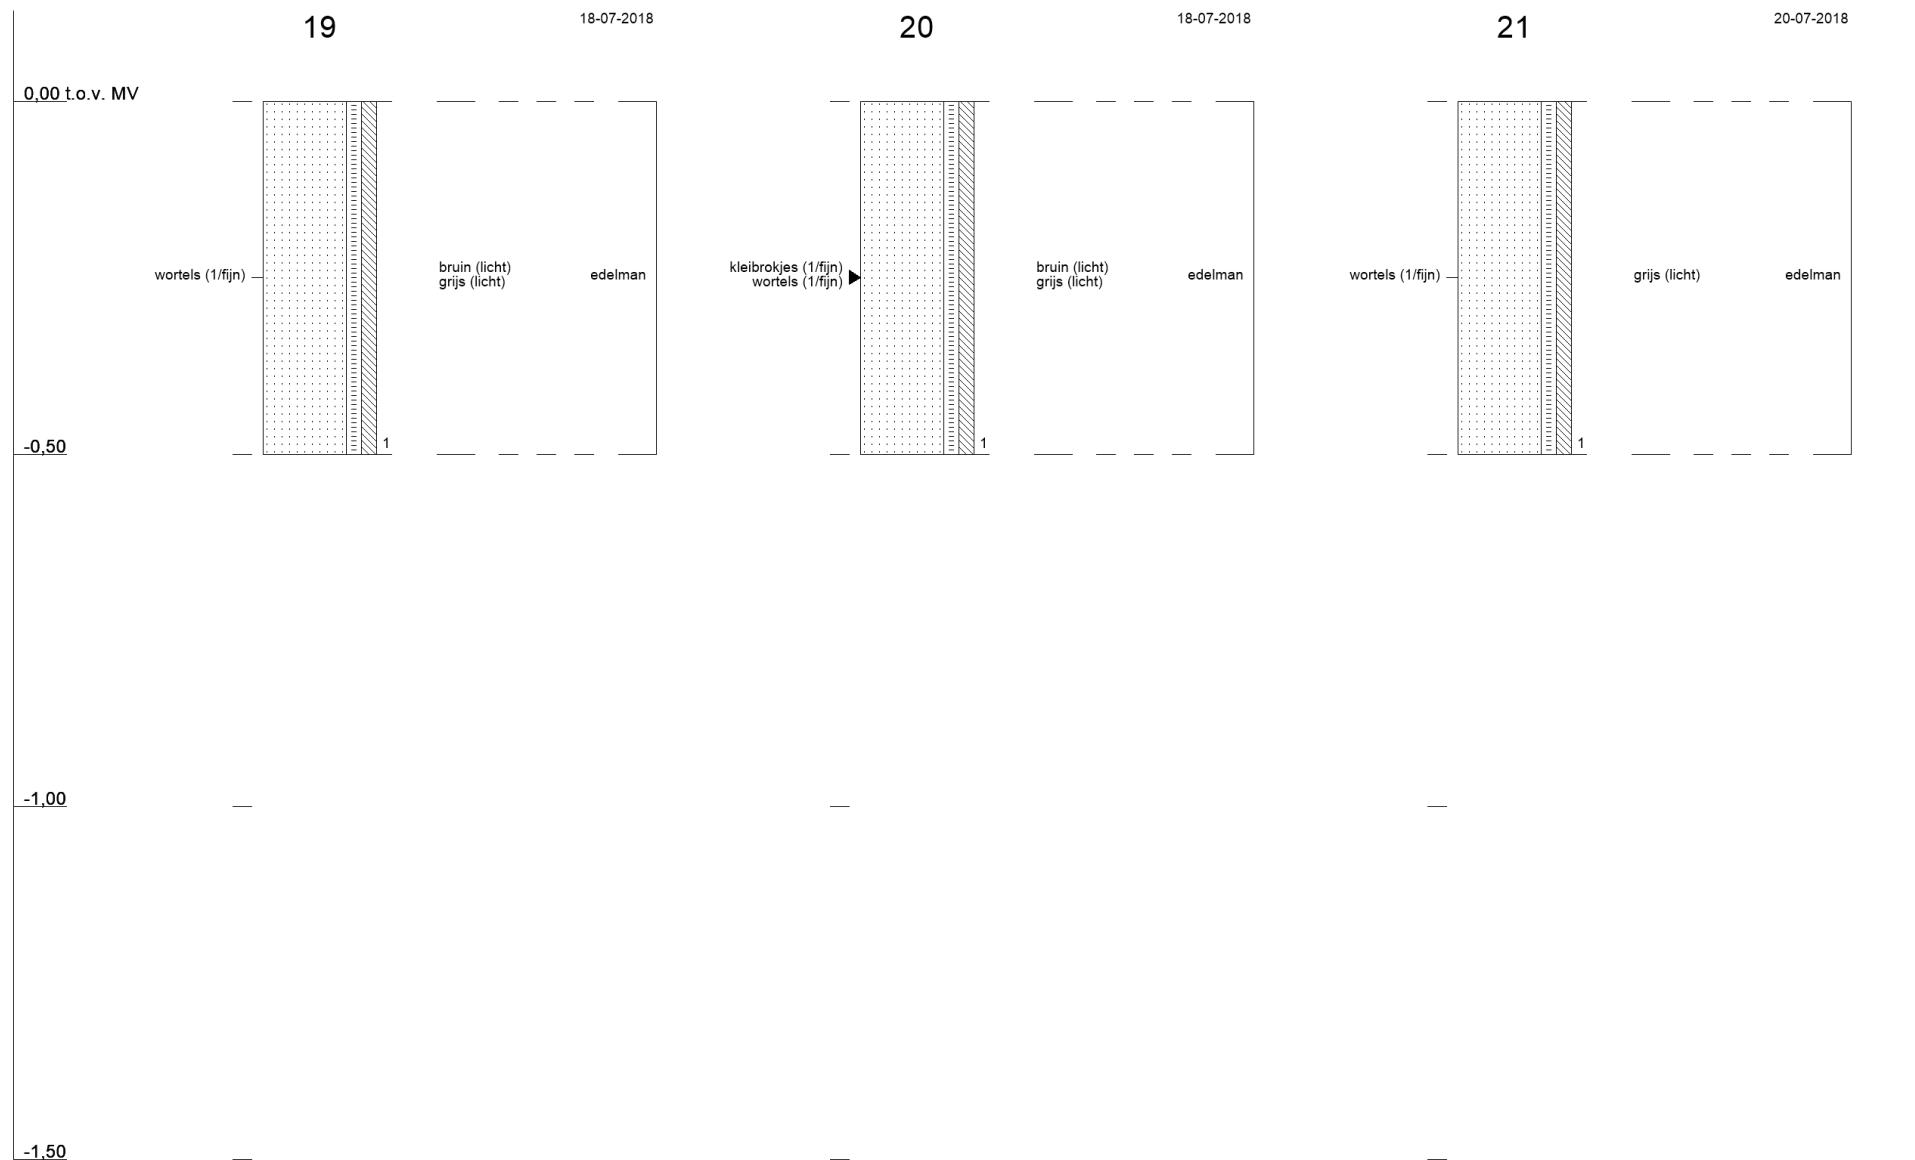 19
18-07-2018
20
18-07-2018
21
20-07-2018
0,00 t.o.v. MV
wortels (1/fijn)
bruin (licht)
grijs (licht)
edelman
1
kleibrokjes (1/fijn)
wortels (1/fijn)
bruin (licht)
grijs (licht)
edelman
1
wortels (1/fijn)
grijs (licht)
edelman
1
-0,50
-1,00
-1,50